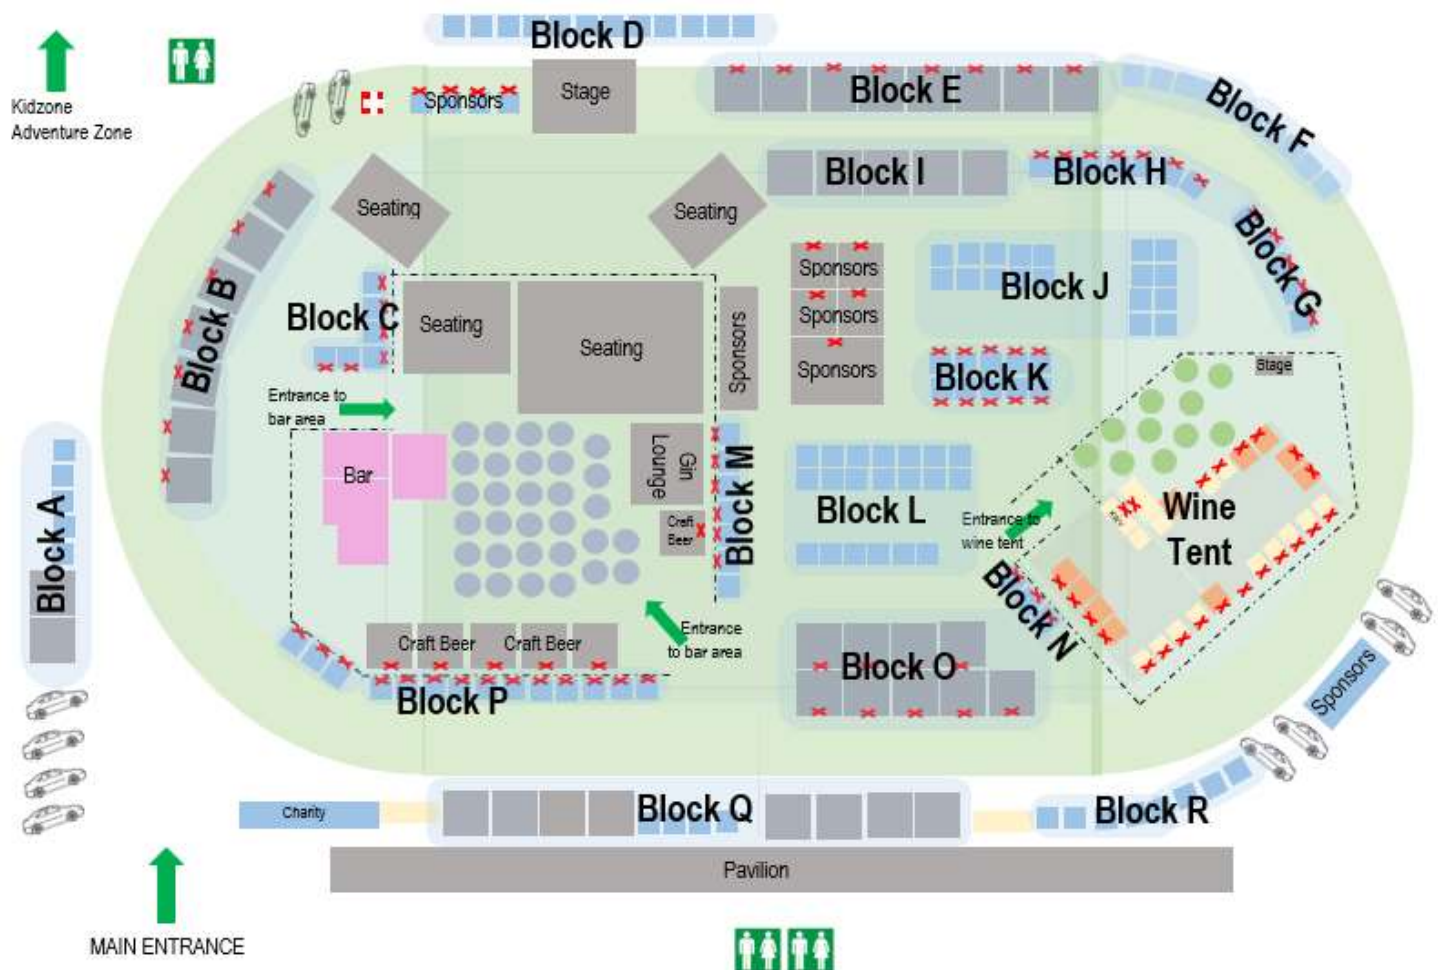 Block D
Kidzone
Adventure Zone
Sponsors
Stage
Block E
Block F
Block I
Block H
Seating
Seating
Block B
Block C
Seating
Seating
Sponsors
Sponsors
Sponsors
Sponsors
Block J
Block G
Block K
Stage
Entrance to
bar area
Bar
Gin
Lounge
Craft
Beer
Block M
Block L
Entrance to
wine tent
Wine
Tent
Block A
Block N
Craft Beer
Craft Beer
Entrance
to bar area
Block P
Block O
Sponsors
Charity
Block Q
Block R
Pavilion
MAIN ENTRANCE